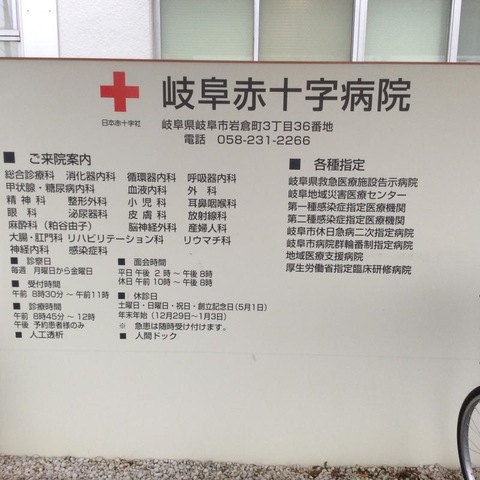 岐阜赤十字病院
日本赤十字社
岐阜県岐阜市岩倉町3丁目36番地
電話 058-231-2266
■ ご来院案内
総合診療科 消化器内科 循環器内科 呼吸器内科
甲状腺・糖尿病内科 血液内科 外科
精神科 整形外科 小児科 耳鼻咽喉科
眼科 泌尿器科 皮膚科 放射線科
麻酔科（粕谷由子） 脳神経外科 産婦人科
大腸・肛門科 リハビリテーション科 リウマチ科
神経内科 感染症科
■ 診察日
毎週 月曜日から金曜日
■ 受付時間
午前 8時30分 ～ 午前11時
■ 診療時間
午前 8時45分 ～ 12時
午後 予約患者様のみ
■ 人工透析
■ 面会時間
平日 午後 2 時 ～ 午後 8時
休日 午前10時 ～ 午後 8時
■ 休診日
土曜日・日曜日・祝日・創立記念日(5月1日)
年末年始 (12月29日～1月3日)
※ 急患は随時受け付けます。
■ 人間ドック
■ 各種指定
岐阜県救急医療施設告示病院
岐阜地域災害医療センター
第一種感染症指定医療機関
第二種感染症指定医療機関
岐阜市休日急病二次指定病院
岐阜市病院群輪番制指定病院
地域医療支援病院
厚生労働省指定臨床研修病院